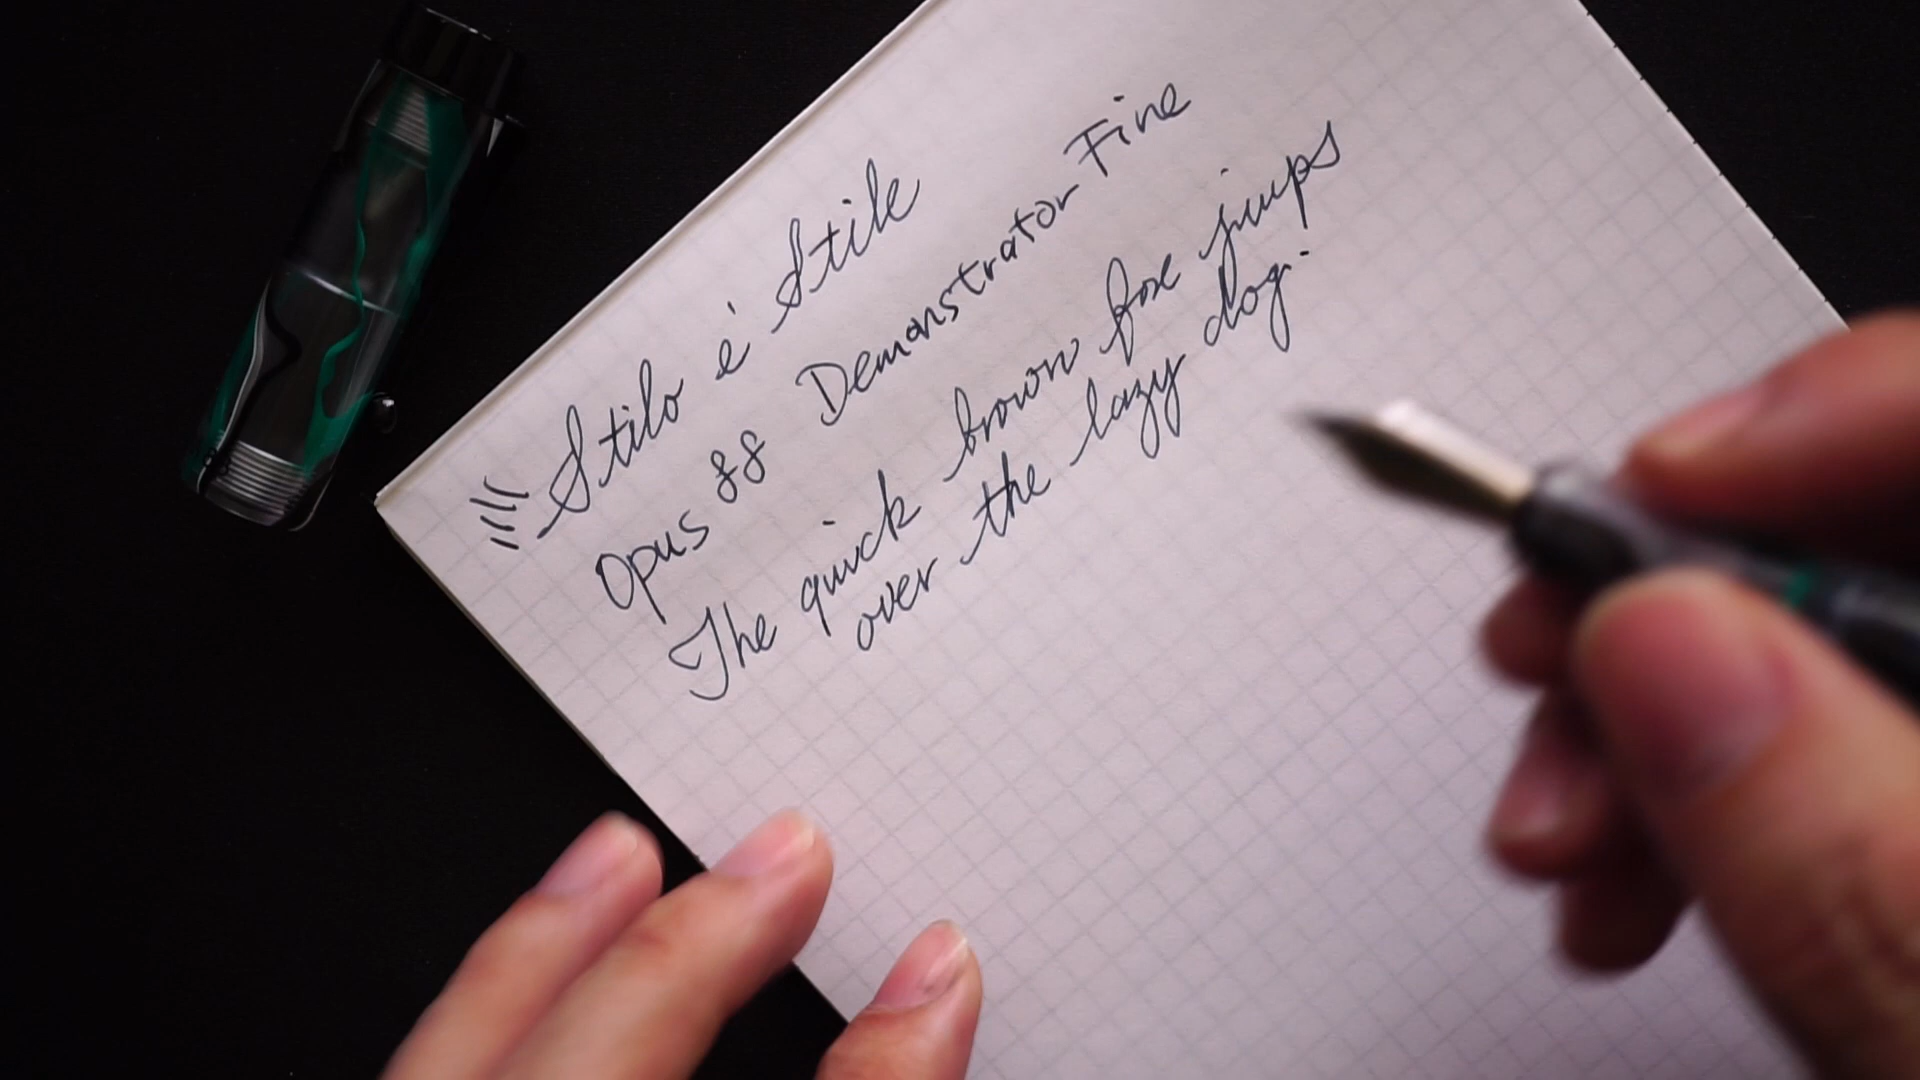 Stilo e' Stile
Opus 88 Demonstrator Fine
The quick brown fox jumps
over the lazy dog.